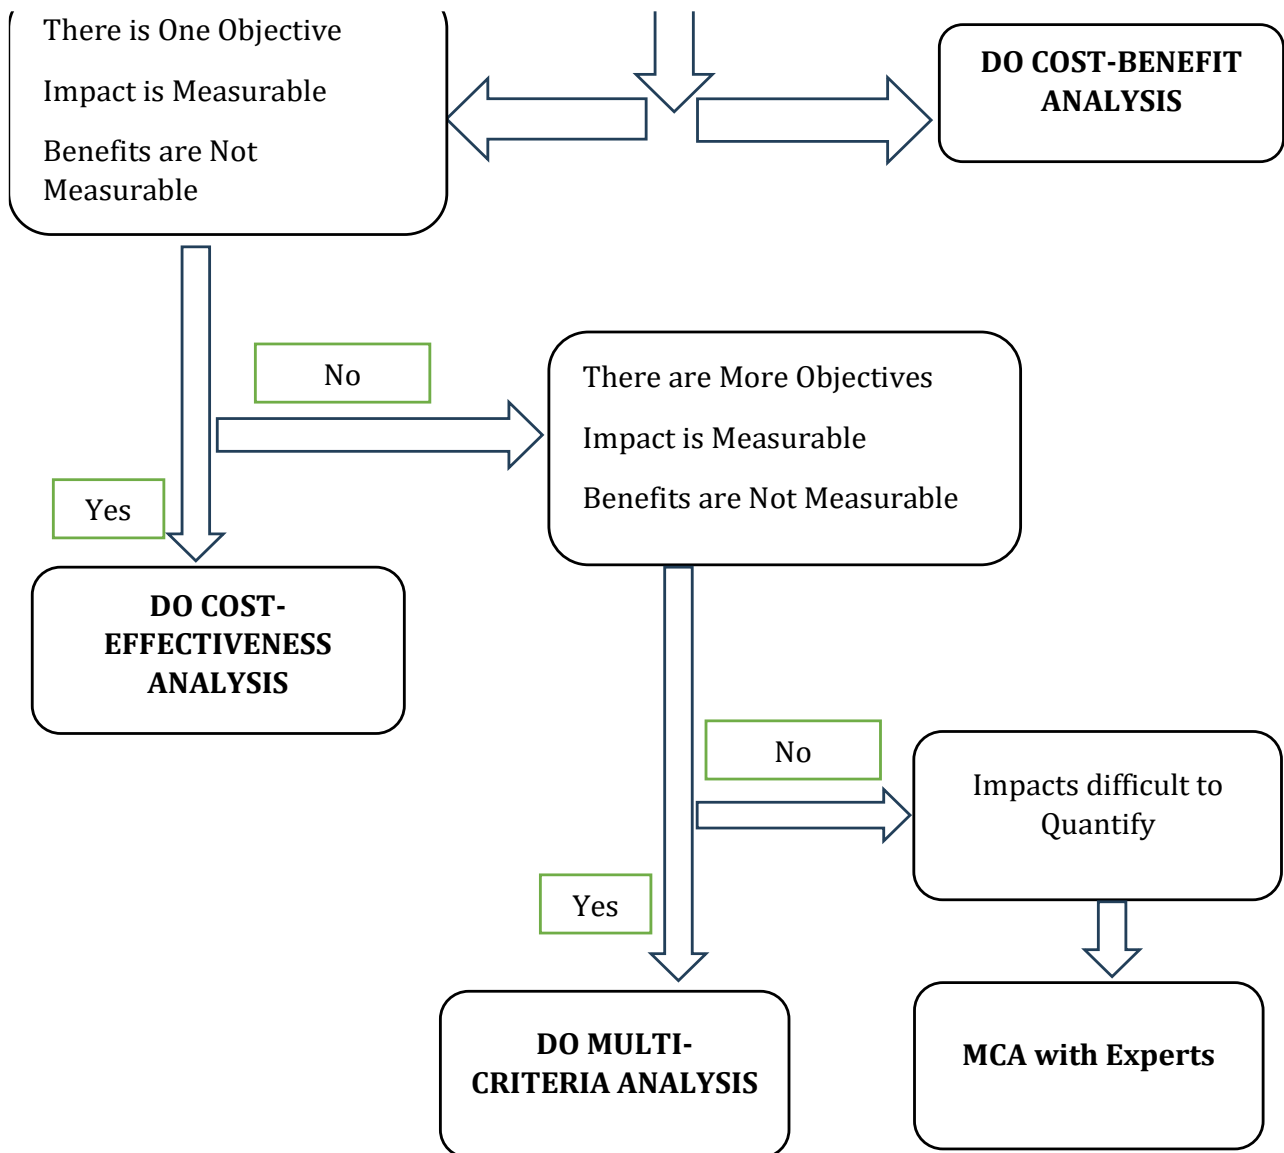 There is One Objective
Impact is Measurable
Benefits are Not
Measurable
DO COST-BENEFIT
ANALYSIS
No
There are More Objectives
Impact is Measurable
Benefits are Not Measurable
Yes
DO COST-
EFFECTIVENESS
ANALYSIS
No
Impacts difficult to
Quantify
Yes
DO MULTI-
CRITERIA ANALYSIS
MCA with Experts